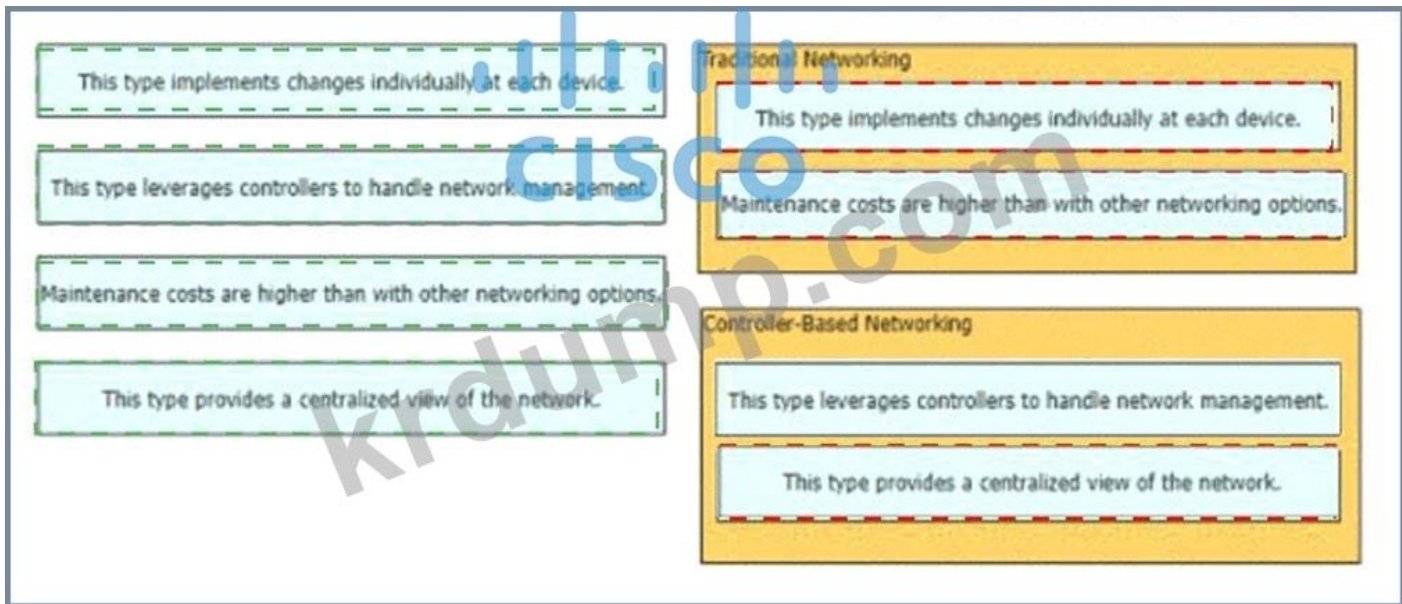 This type implements changes individually at each device.
This type leverages controllers to handle network management.
Maintenance costs are higher than with other networking options.
This type provides a centralized view of the network.
Traditional Networking
This type implements changes individually at each device.
Maintenance costs are higher than with other networking options.
Controller-Based Networking
This type leverages controllers to handle network management.
This type provides a centralized view of the network.
CISCO
krdump.com